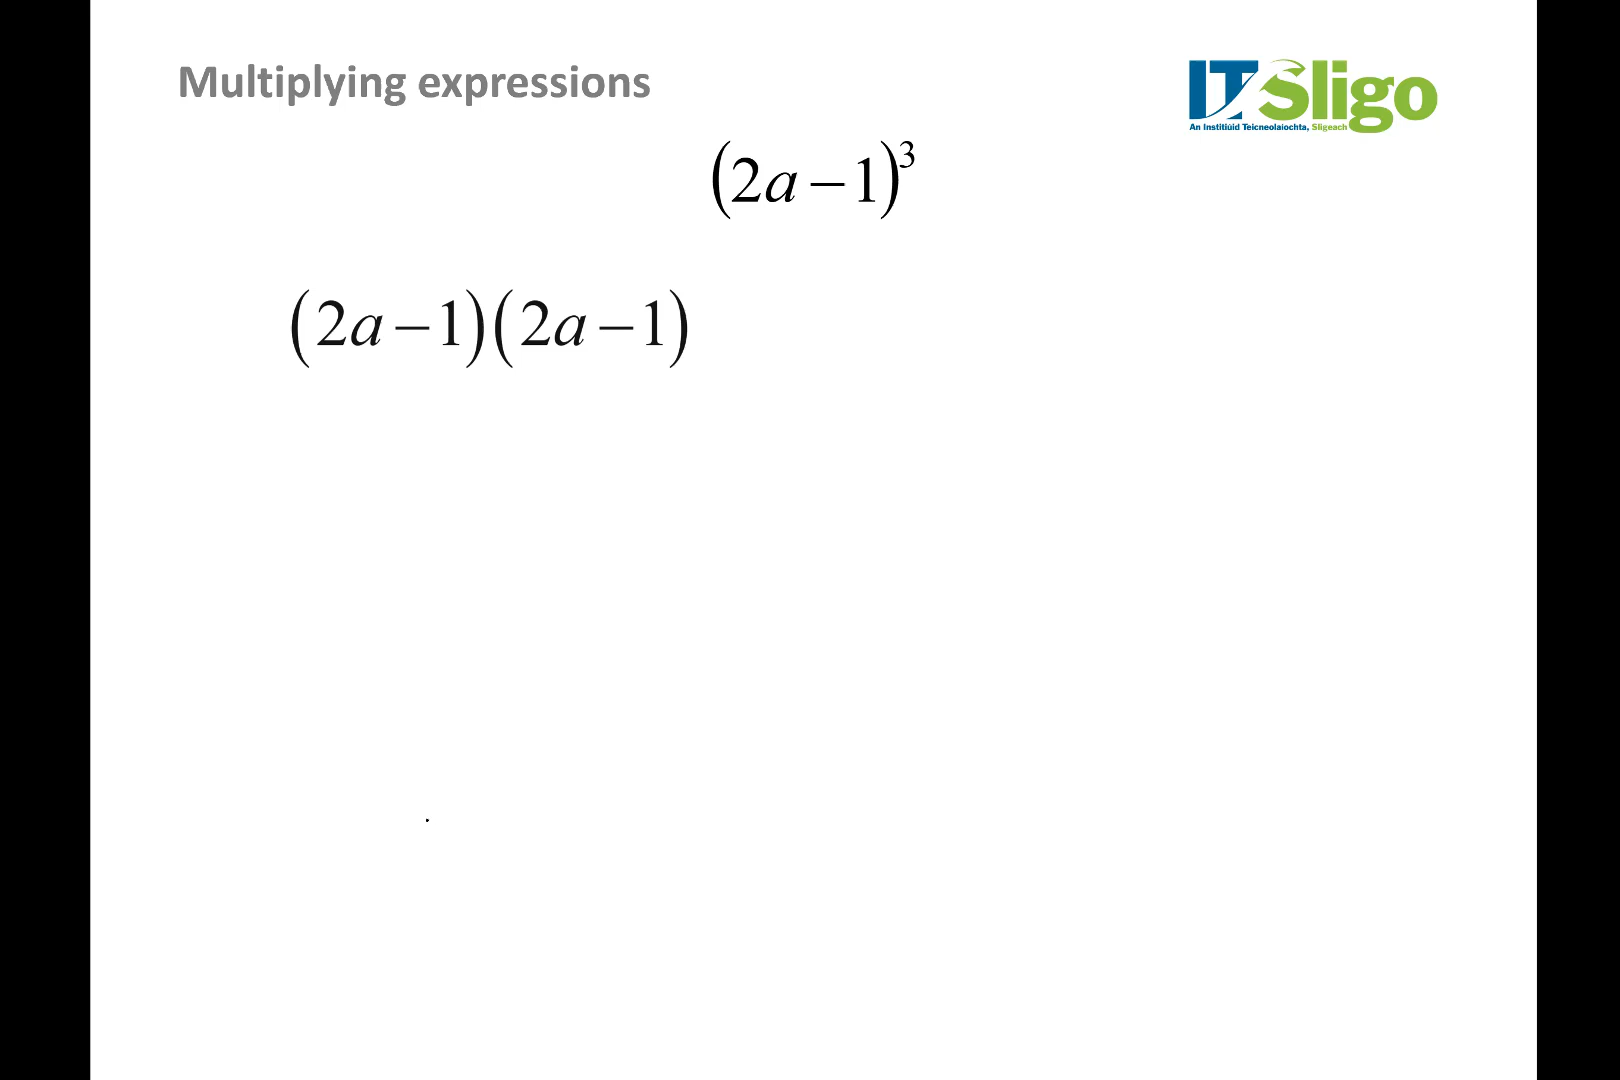 Multiplying expressions
ITSligo
An Institiúid Teicneolaíochta, Sligeach
(2a − 1)³
(2a − 1)(2a − 1)
.